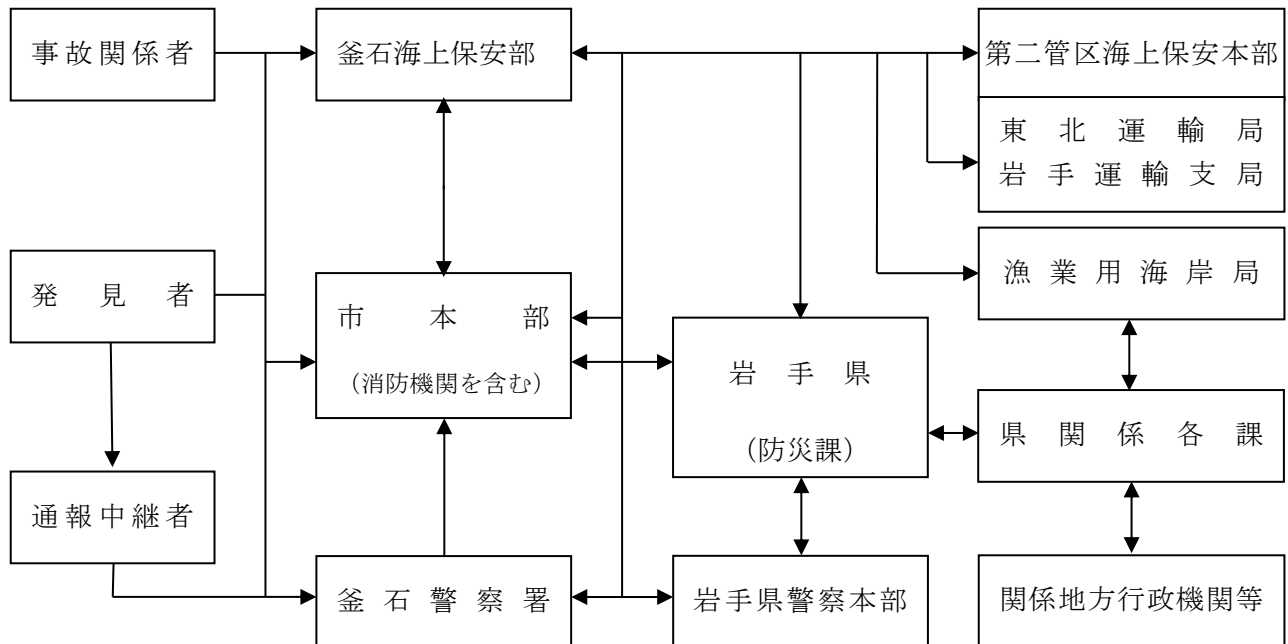 事故関係者
釜石海上保安部
第二管区海上保安本部
東北運輸局
岩手運輸支局
発見者
市本部
（消防機関を含む）
岩手県
（防災課）
漁業用海岸局
県関係各課
通報中継者
釜石警察署
岩手県警察本部
関係地方行政機関等